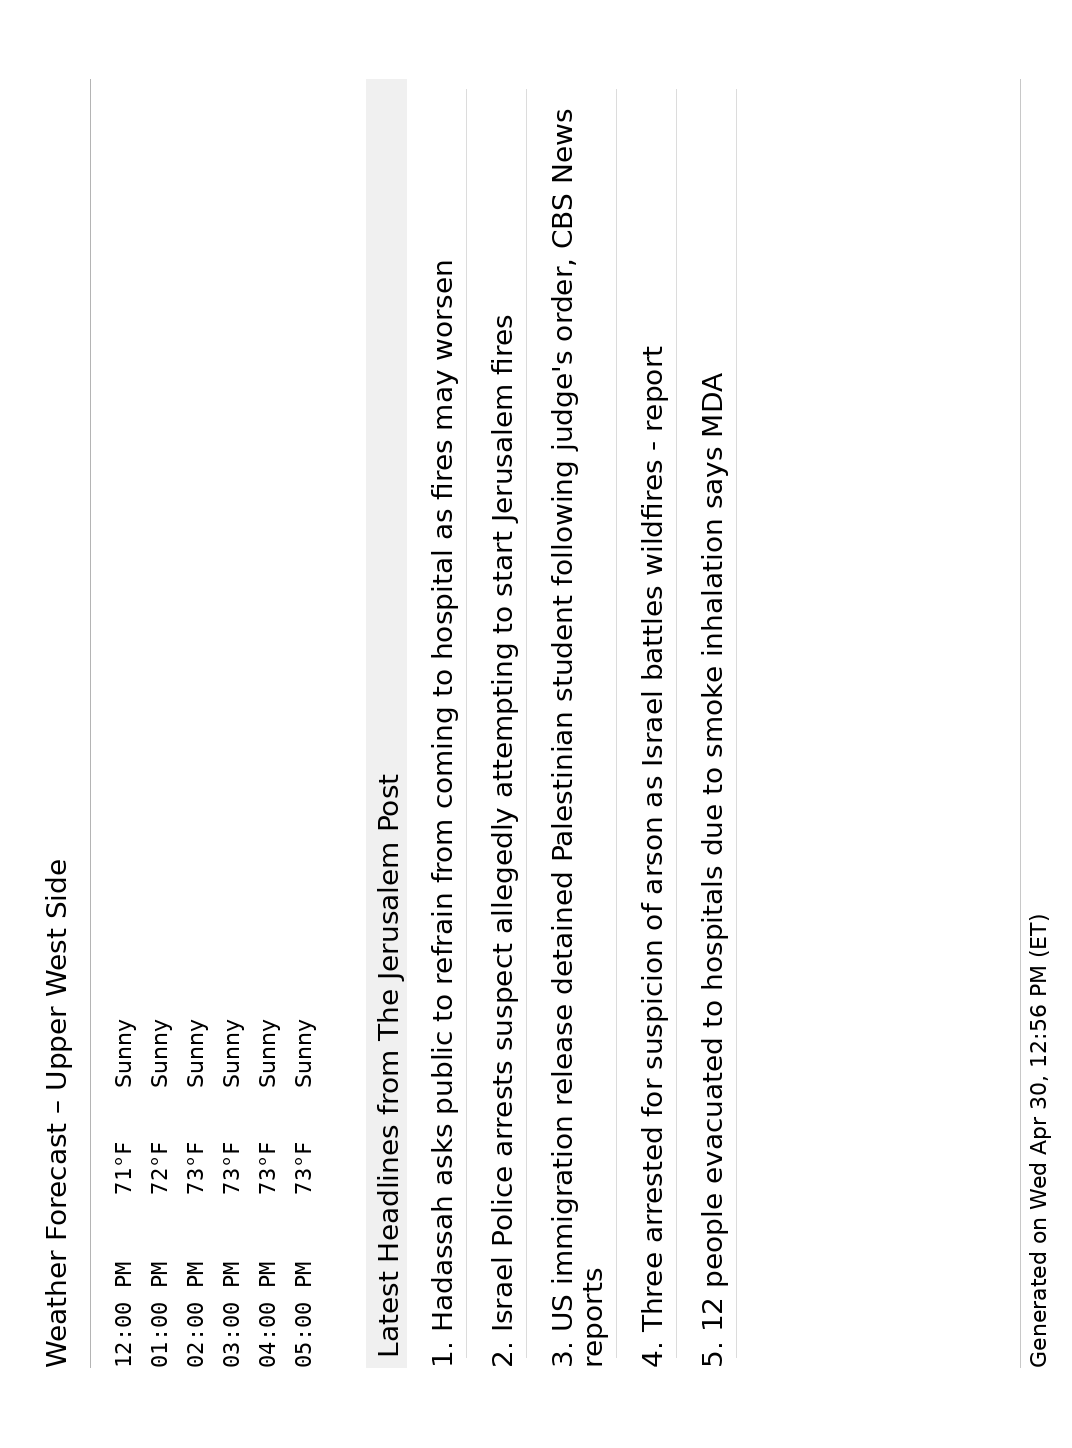 Weather Forecast – Upper West Side
12:00 PM 71°F Sunny
01:00 PM 72°F Sunny
02:00 PM 73°F Sunny
03:00 PM 73°F Sunny
04:00 PM 73°F Sunny
05:00 PM 73°F Sunny
Latest Headlines from The Jerusalem Post
1. Hadassah asks public to refrain from coming to hospital as fires may worsen
2. Israel Police arrests suspect allegedly attempting to start Jerusalem fires
3. US immigration release detained Palestinian student following judge's order, CBS News
reports
4. Three arrested for suspicion of arson as Israel battles wildfires - report
5. 12 people evacuated to hospitals due to smoke inhalation says MDA
Generated on Wed Apr 30, 12:56 PM (ET)